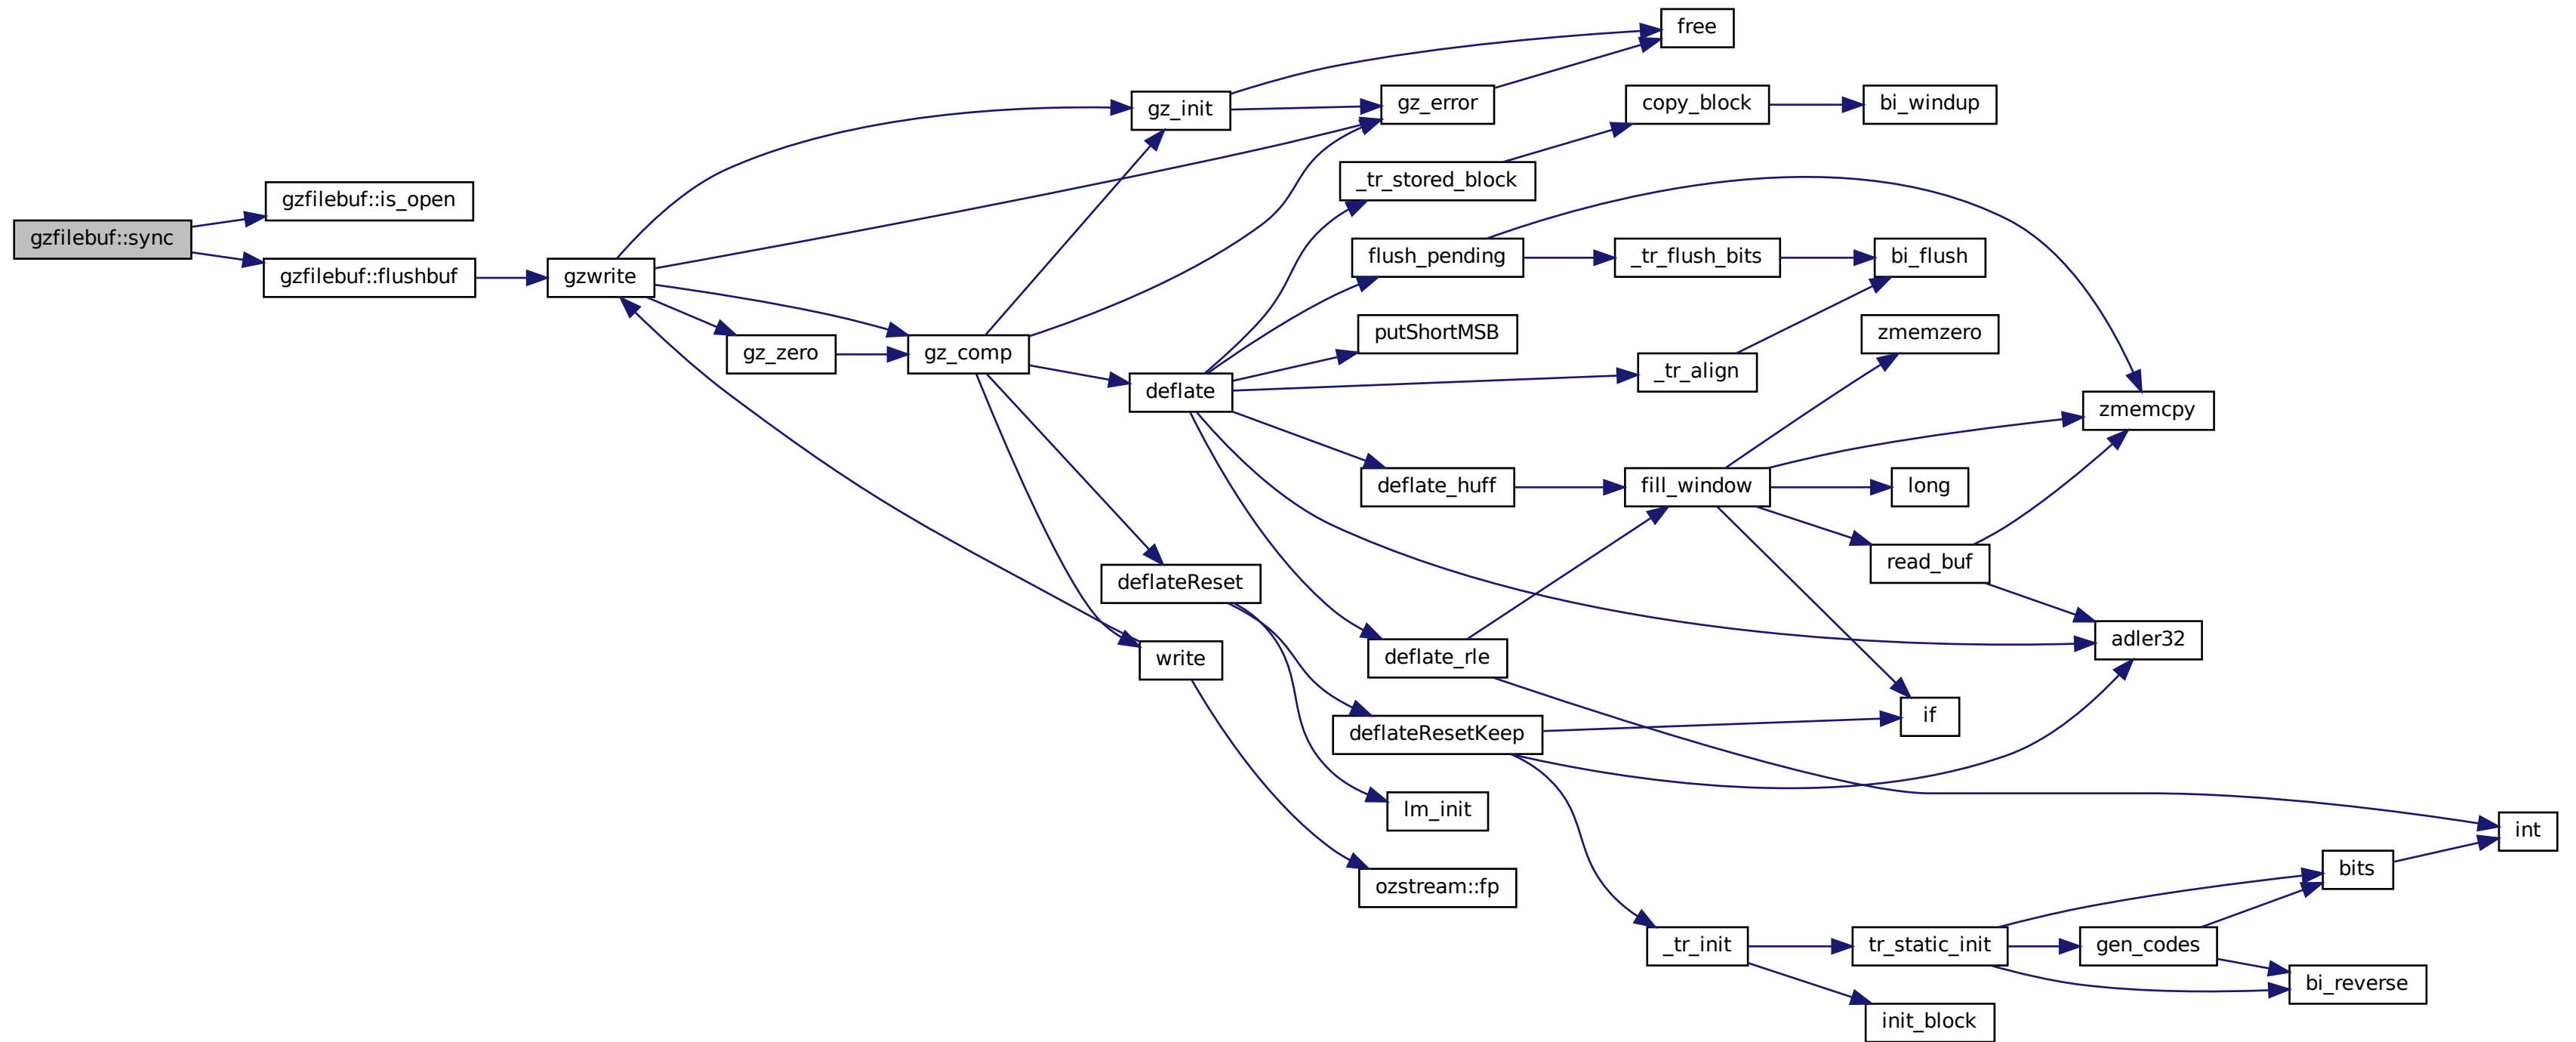 gzfilebuf::sync
gzfilebuf::is_open
gzfilebuf::flushbuf
gzwrite
gz_zero
gz_comp
gz_init
deflate
deflateReset
write
free
gz_error
_tr_stored_block
flush_pending
putShortMSB
deflate_huff
deflate_rle
deflateResetKeep
lm_init
ozstream::fp
copy_block
_tr_flush_bits
_tr_align
fill_window
_tr_init
bi_windup
bi_flush
zmemzero
long
read_buf
if
tr_static_init
init_block
zmemcpy
adler32
gen_codes
bits
bi_reverse
int